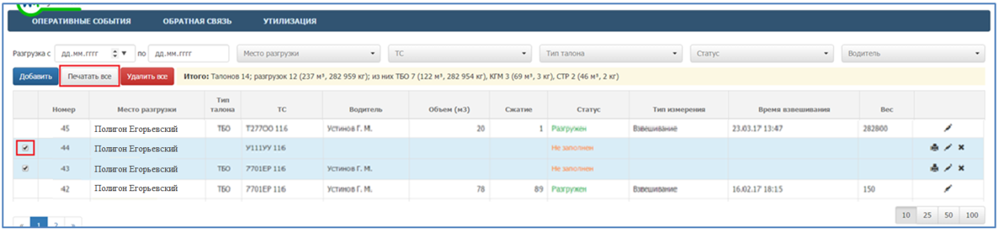 ОПЕРАТИВНЫЕ СОБЫТИЯ ОБРАТНАЯ СВЯЗЬ УТИЛИЗАЦИЯ
Разгрузка с дд.мм.гггг по дд.мм.гггг Место разгрузки ТС Тип талона Статус Водитель
Добавить Печатать все Удалить все Итого: Талонов 14; разгрузок 12 (237 м³, 282 959 кг); из них ТБО 7 (122 м³, 282 954 кг), КГМ 3 (69 м³, 3 кг), СТР 2 (46 м³, 2 кг)
Номер Место разгрузки Тип талона ТС Водитель Объем (м3) Сжатие Статус Тип измерения Время взвешивания Вес
45 Полигон Егорьевский ТБО Т277ОО 116 Устинов Г. М. 20 1 Разгружен Взвешивание 23.03.17 13:47 282800
44 Полигон Егорьевский У111УУ 116 Не заполнен
43 Полигон Егорьевский ТБО 7701ЕР 116 Устинов Г. М. Не заполнен
42 Полигон Егорьевский ТБО 7701ЕР 116 Устинов Г. М. 78 89 Разгружен Взвешивание 16.02.17 18:15 150
« 1 2 » 10 25 50 100